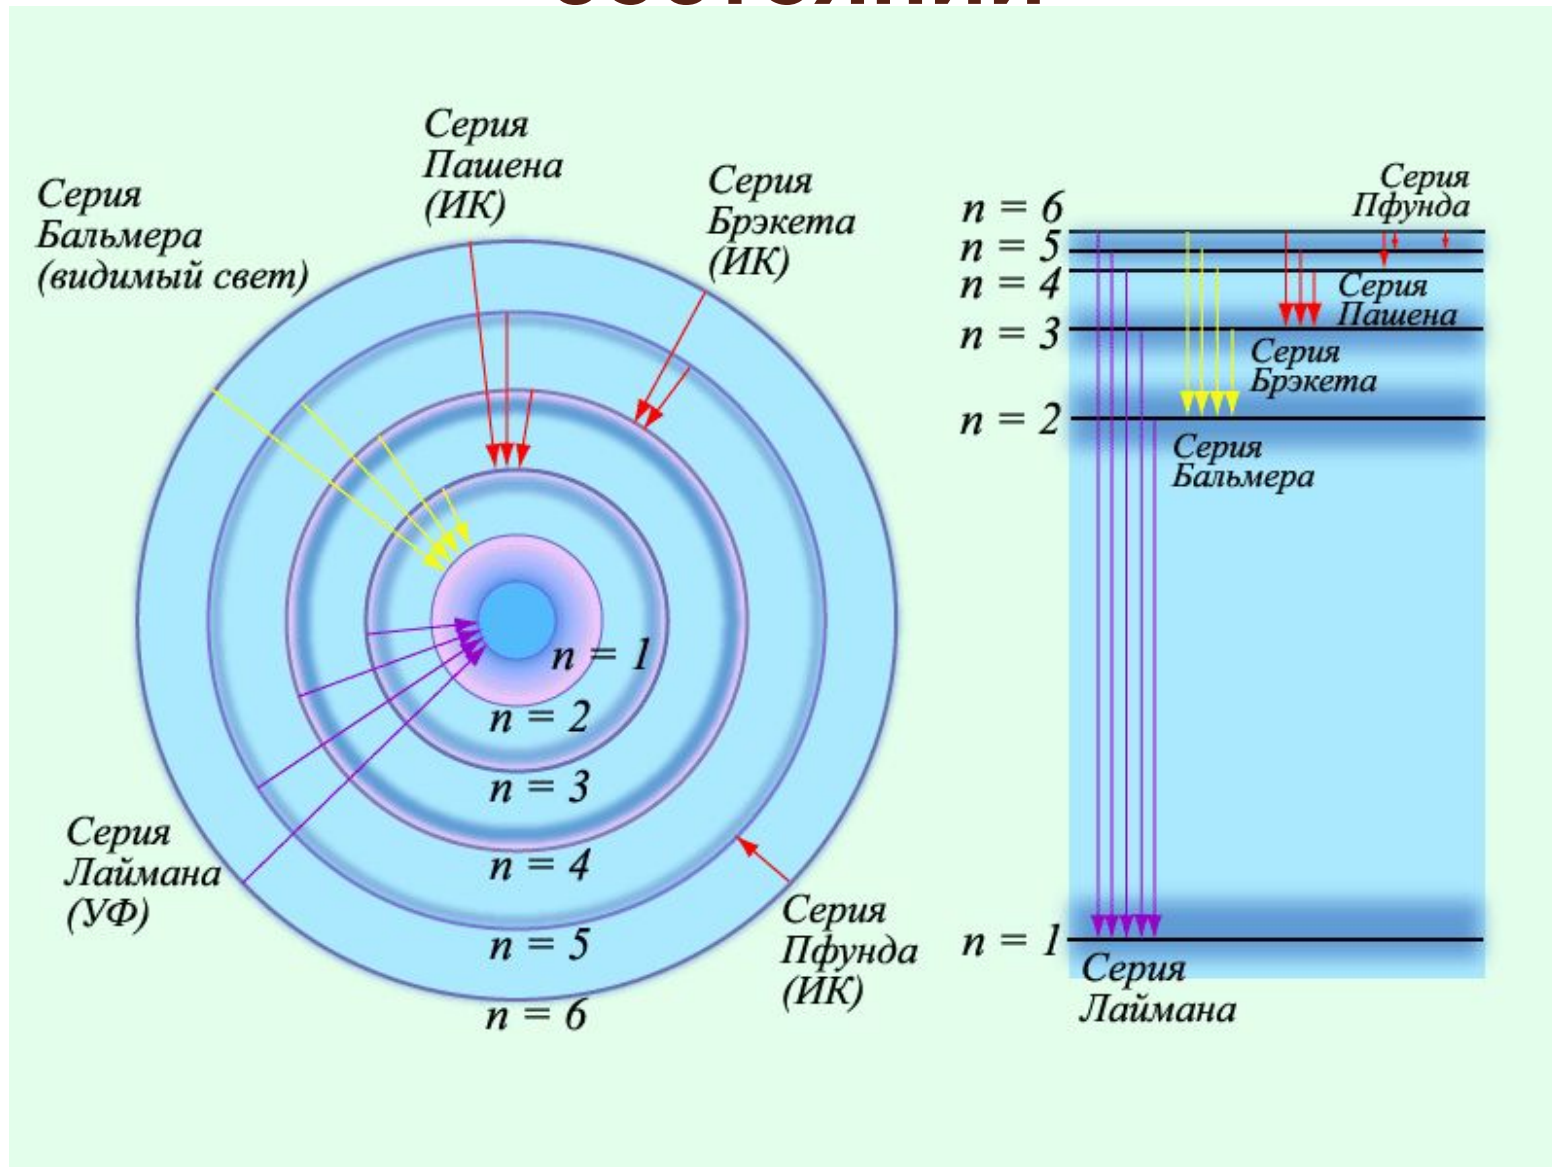 Серия
Пашена
(ИК)
Серия
Бальмера
(видимый свет)
Серия
Брэкета
(ИК)
n = 1
n = 2
n = 3
n = 4
n = 5
n = 6
Серия
Лаймана
(УФ)
Серия
Пфунда
(ИК)
n = 6
n = 5
n = 4
n = 3
n = 2
n = 1
Серия
Пфунда
Серия
Пашена
Серия
Брэкета
Серия
Бальмера
Серия
Лаймана